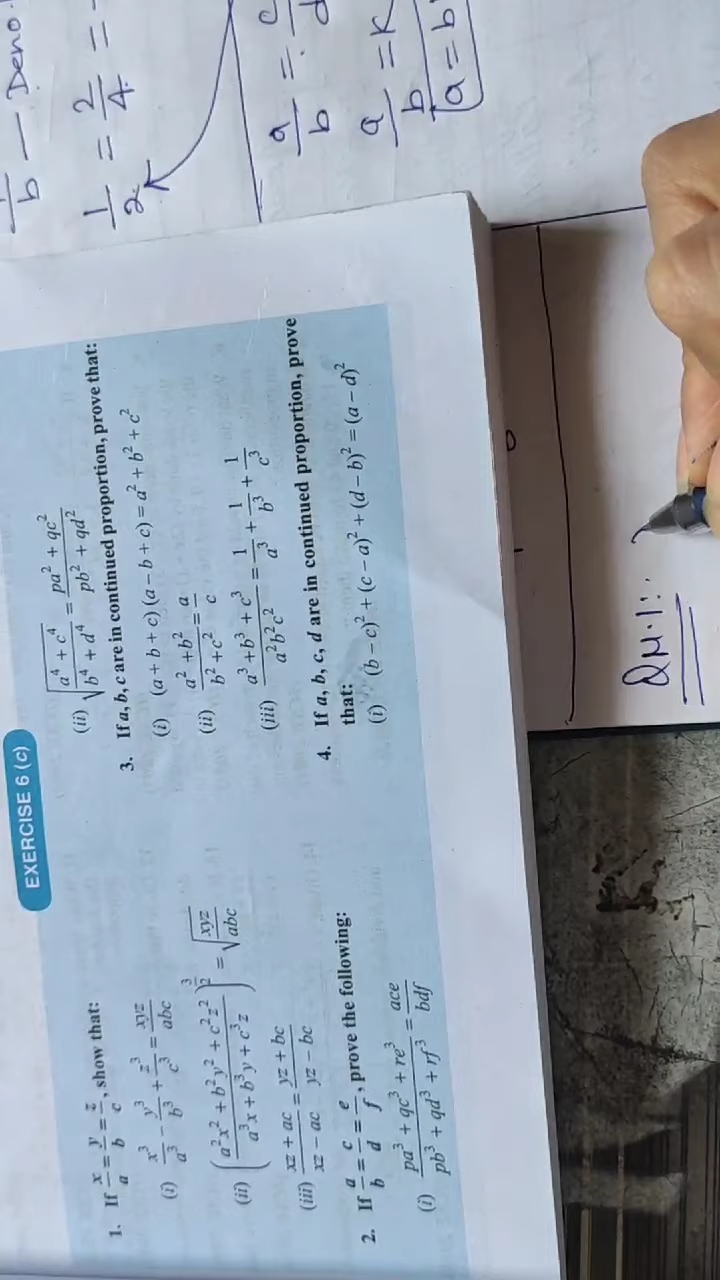 1/b — Deno
1/2 = 2/4 =
a/b = c/d
a/b = K
a = b
EXERCISE 6 (c)
1. If x/a = y/b = z/c, show that:
(i) x³/a³ − y³/b³ + z³/c³ = xyz/abc
(ii) ((a²x² + b²y² + c²z²)/(a³x + b³y + c³z))^(3/2) = √(xyz/abc)
(iii) (xz + ac)/(xz − ac) = (yz + bc)/(yz − bc)
2. If a/b = c/d = e/f, prove the following:
(i) (pa³ + qc³ + re³)/(pb³ + qd³ + rf³) = ace/bdf
(ii) √((a⁴ + c⁴)/(b⁴ + d⁴)) = (pa² + qc²)/(pb² + qd²)
3. If a, b, c are in continued proportion, prove that:
(i) (a + b + c) (a − b + c) = a² + b² + c²
(ii) (a² + b²)/(b² + c²) = a/c
(iii) (a³ + b³ + c³)/(a²b²c²) = 1/a³ + 1/b³ + 1/c³
4. If a, b, c, d are in continued proportion, prove
that:
(i) (b − c)² + (c − a)² + (d − b)² = (a − d)²
QN.1: